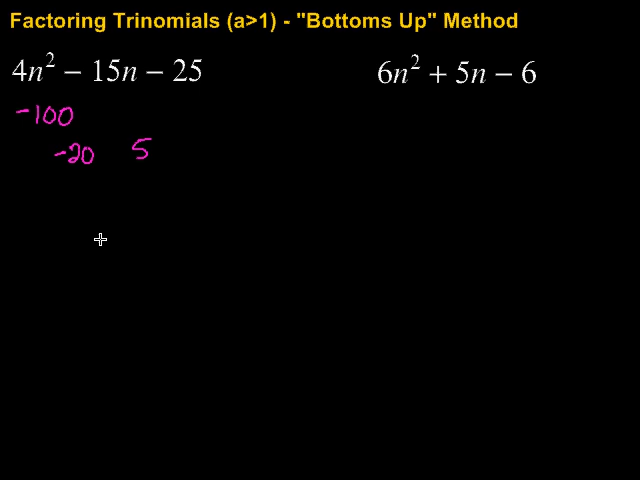 Factoring Trinomials (a>1) - "Bottoms Up" Method
4n² − 15n − 25
6n² + 5n − 6
-100
-20 5